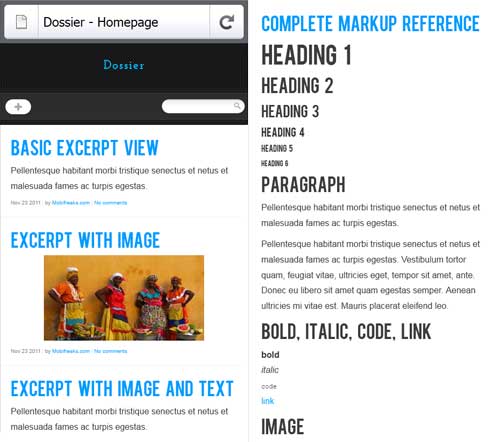 Dossier - Homepage
Dossier
BASIC EXCERPT VIEW
Pellentesque habitant morbi tristique senectus et netus et
malesuada fames ac turpis egestas.
Nov 23 2011 : by Mobifreaks.com : No comments
EXCERPT WITH IMAGE
Nov 23 2011 : by Mobifreaks.com : No comments
EXCERPT WITH IMAGE AND TEXT
Pellentesque habitant morbi tristique senectus et netus et
malesuada fames ac turpis egestas.
COMPLETE MARKUP REFERENCE
HEADING 1
HEADING 2
HEADING 3
HEADING 4
HEADING 5
HEADING 6
PARAGRAPH
Pellentesque habitant morbi tristique senectus et netus et
malesuada fames ac turpis egestas.
Pellentesque habitant morbi tristique senectus et netus et
malesuada fames ac turpis egestas. Vestibulum tortor
quam, feugiat vitae, ultricies eget, tempor sit amet, ante.
Donec eu libero sit amet quam egestas semper. Aenean
ultricies mi vitae est. Mauris placerat eleifend leo.
BOLD, ITALIC, CODE, LINK
bold
italic
code
link
IMAGE